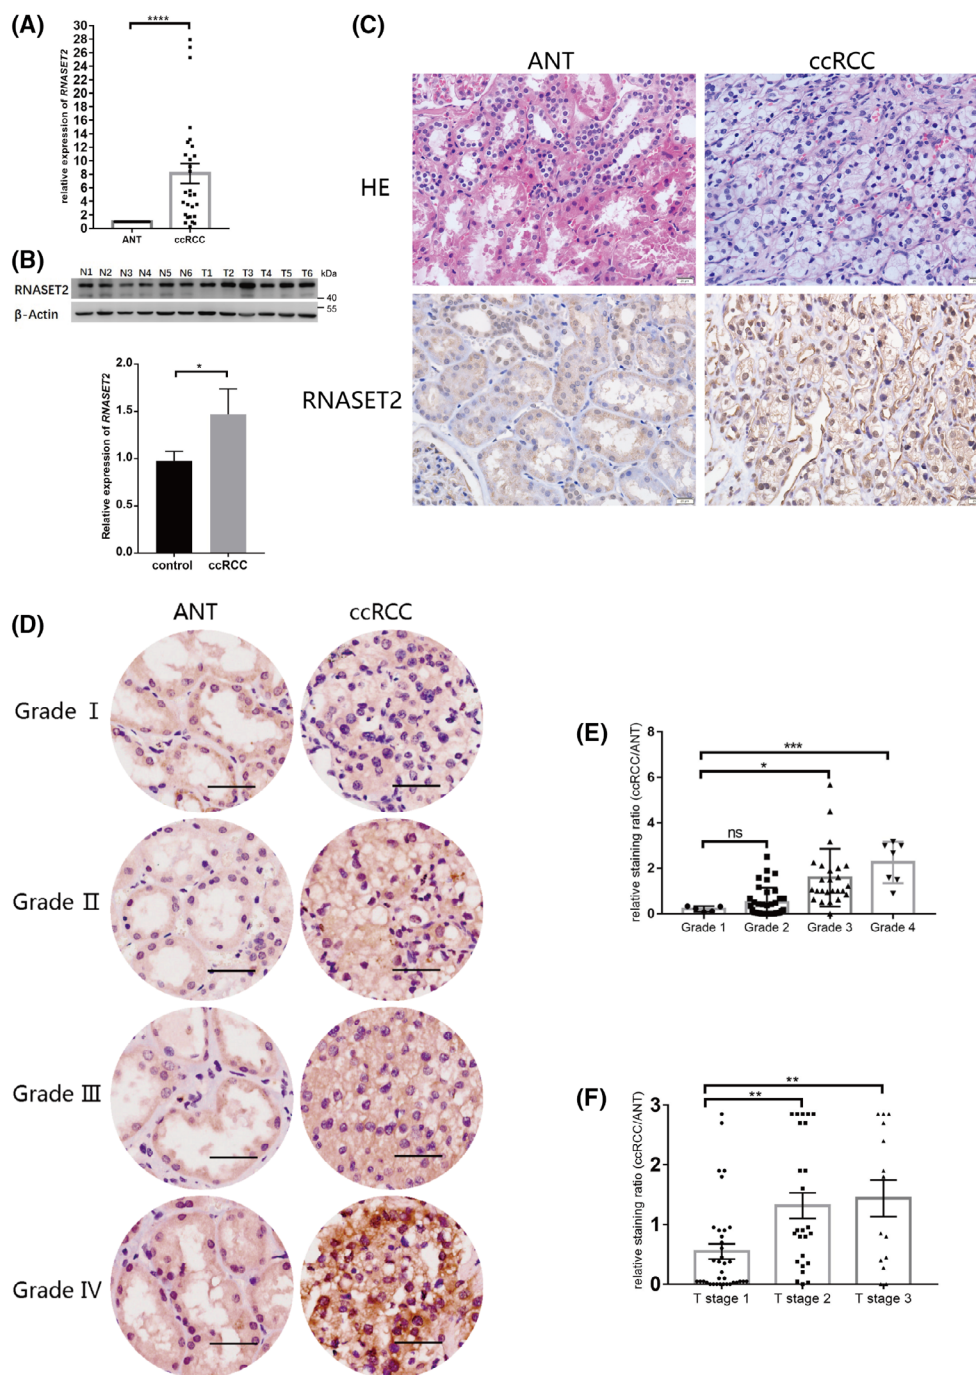 (A)
****
relative expression of RNASET2
30
28
26
24
22
20
18
16
14
12
10
8
6
4
2
0
ANT ccRCC
(B)
N1 N2 N3 N4 N5 N6 T1 T2 T3 T4 T5 T6 kDa
RNASET2
40
55
β-Actin
Relative expression of RNASET2
*
2.0
1.5
1.0
0.5
0.0
control ccRCC
(C)
ANT ccRCC
HE
RNASET2
(D)
ANT ccRCC
Grade I
Grade II
Grade III
Grade IV
(E)
relative staining ratio (ccRCC/ANT)
8
6
4
2
0
***
*
ns
Grade 1 Grade 2 Grade 3 Grade 4
(F)
relative staining ratio (ccRCC/ANT)
3
2
1
0
**
**
T stage 1 T stage 2 T stage 3